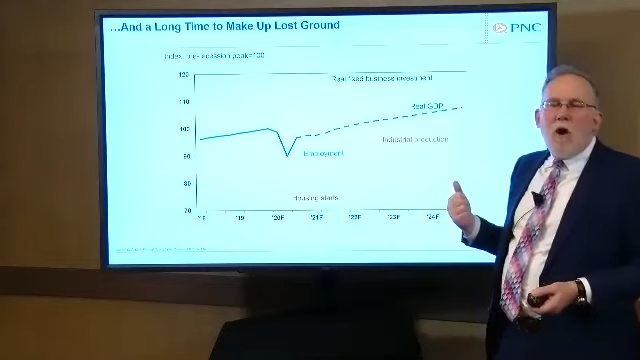 ...And a Long Time to Make Up Lost Ground
PNC
Index, pre-recession peak=100
120
Real fixed business investment
110
Real GDP
100
Industrial production
90
Employment
80
Housing starts
70
'18 '19 '20F '21F '22F '23F '24F